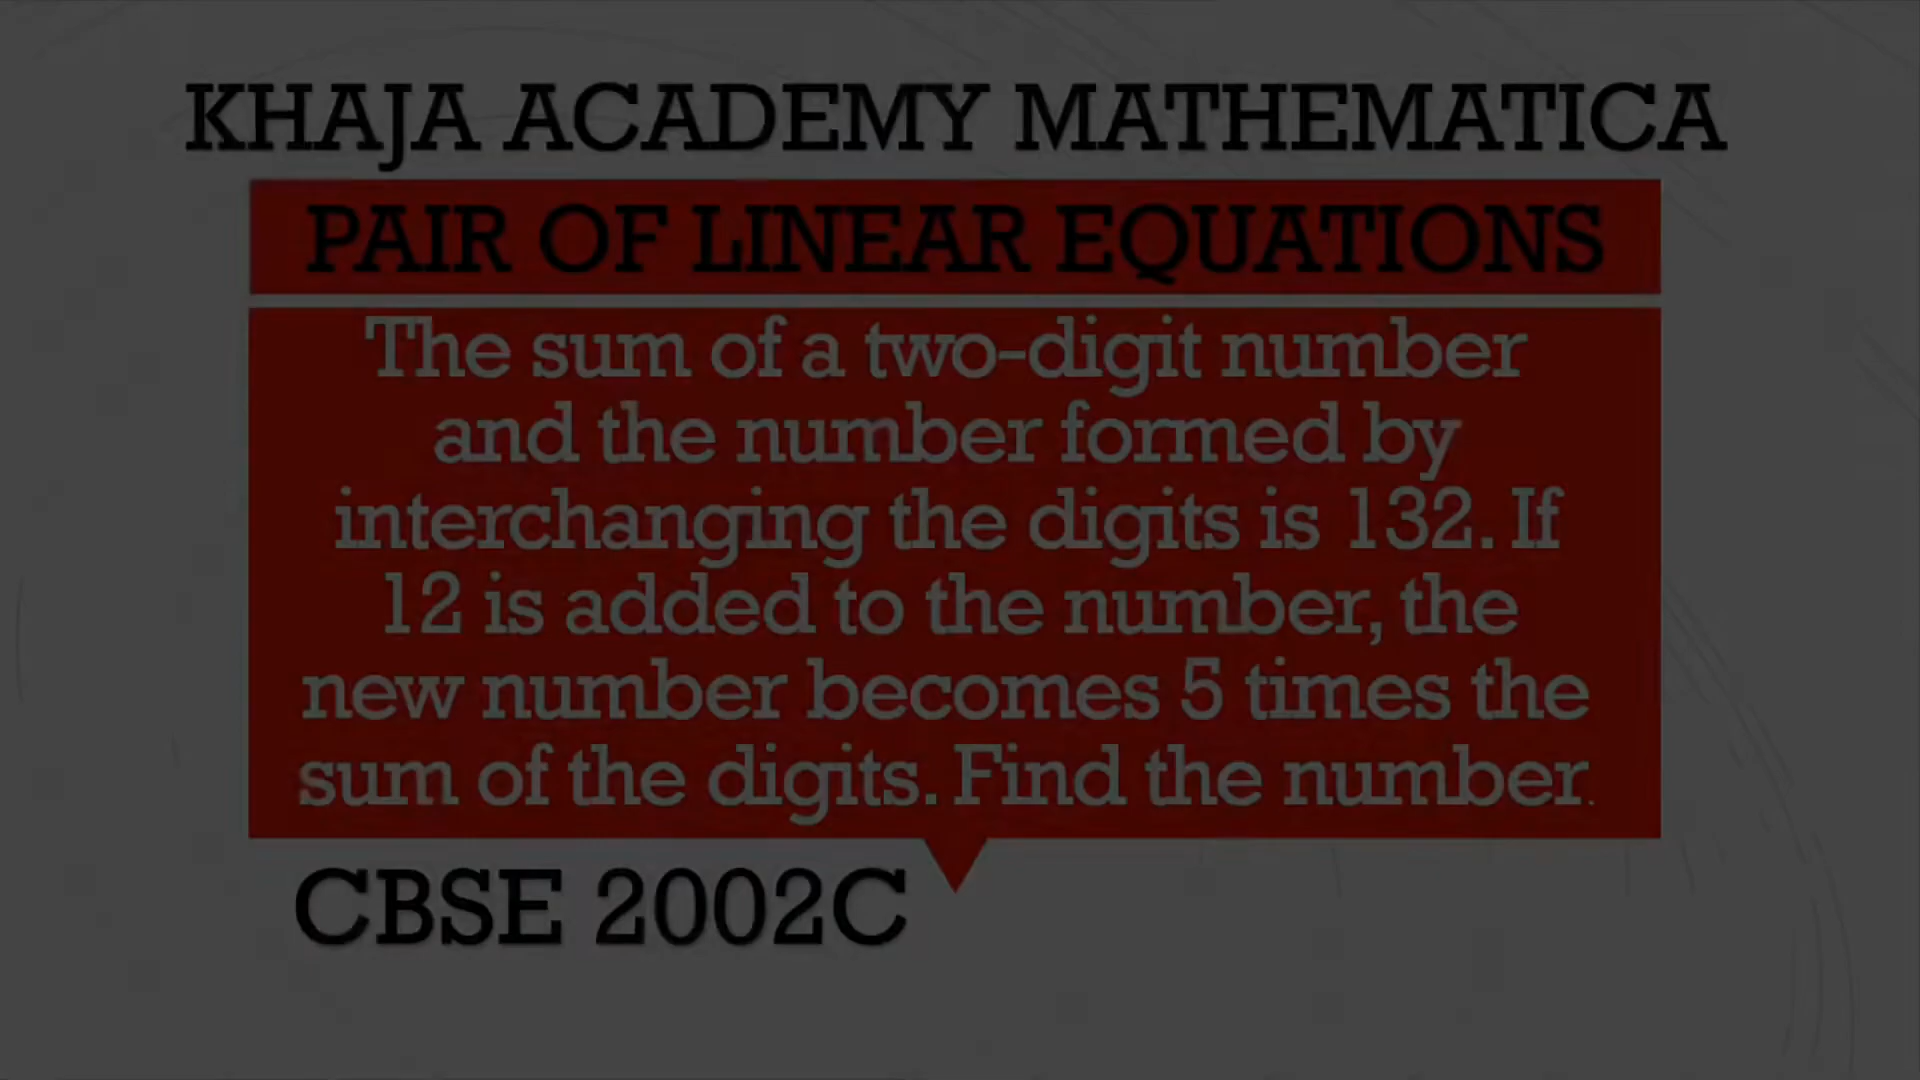 KHAJA ACADEMY MATHEMATICA
PAIR OF LINEAR EQUATIONS
The sum of a two-digit number
and the number formed by
interchanging the digits is 132. If
12 is added to the number, the
new number becomes 5 times the
sum of the digits. Find the number.
CBSE 2002C